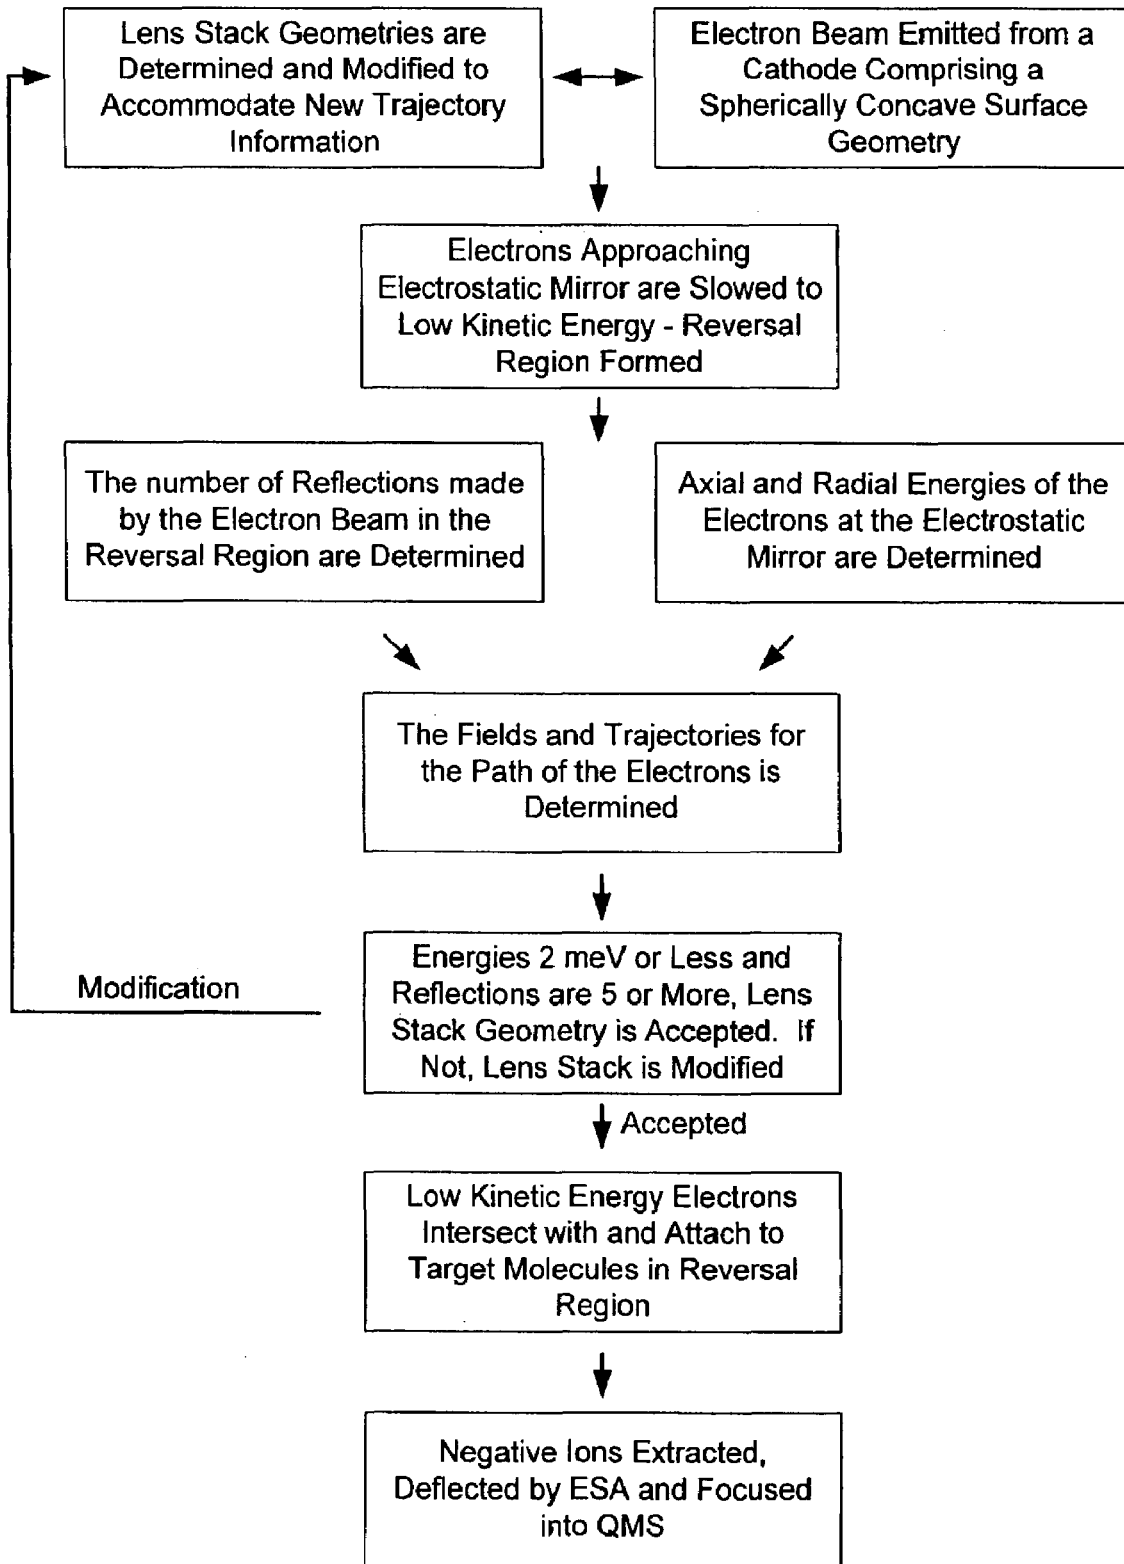 Lens Stack Geometries are
Determined and Modified to
Accommodate New Trajectory
Information
Electron Beam Emitted from a
Cathode Comprising a
Spherically Concave Surface
Geometry
Electrons Approaching
Electrostatic Mirror are Slowed to
Low Kinetic Energy - Reversal
Region Formed
The number of Reflections made
by the Electron Beam in the
Reversal Region are Determined
Axial and Radial Energies of the
Electrons at the Electrostatic
Mirror are Determined
The Fields and Trajectories for
the Path of the Electrons is
Determined
Energies 2 meV or Less and
Reflections are 5 or More, Lens
Stack Geometry is Accepted. If
Not, Lens Stack is Modified
Modification
Accepted
Low Kinetic Energy Electrons
Intersect with and Attach to
Target Molecules in Reversal
Region
Negative Ions Extracted,
Deflected by ESA and Focused
into QMS